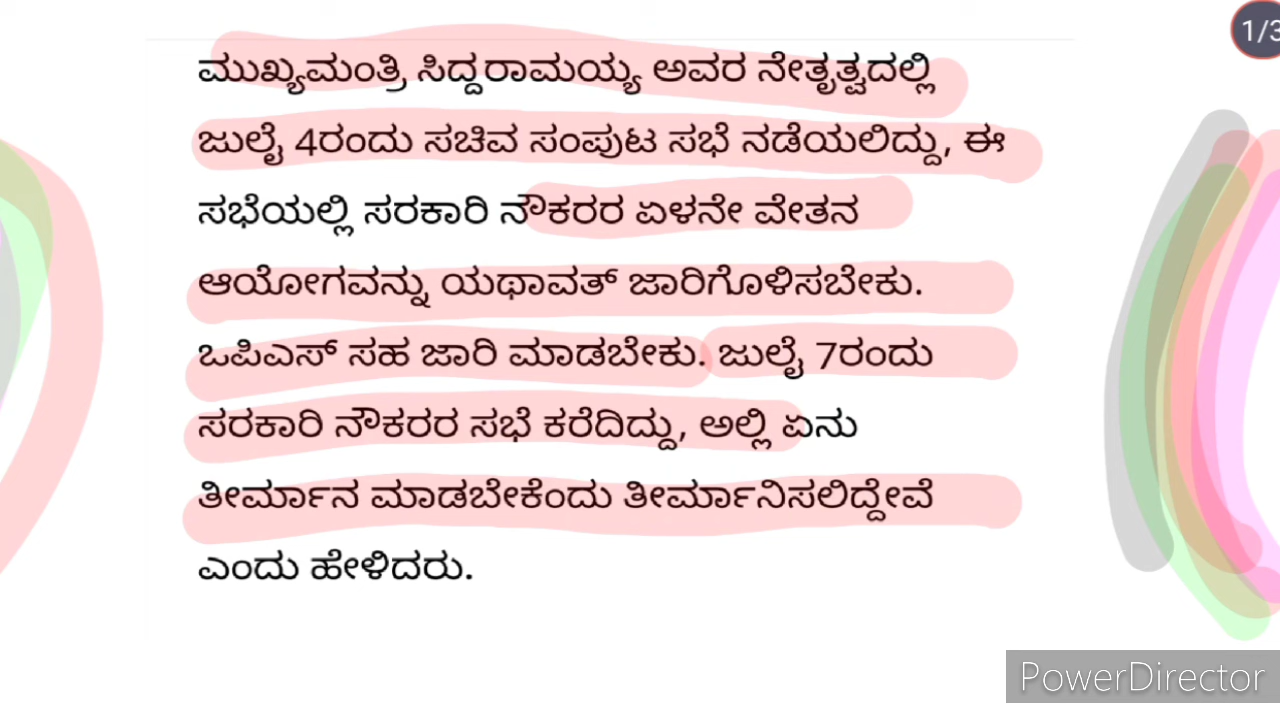 1/3
ಮುಖ್ಯಮಂತ್ರಿ ಸಿದ್ದರಾಮಯ್ಯ ಅವರ ನೇತೃತ್ವದಲ್ಲಿ
ಜುಲೈ 4ರಂದು ಸಚಿವ ಸಂಪುಟ ಸಭೆ ನಡೆಯಲಿದ್ದು, ಈ
ಸಭೆಯಲ್ಲಿ ಸರಕಾರಿ ನೌಕರರ ಏಳನೇ ವೇತನ
ಆಯೋಗವನ್ನು ಯಥಾವತ್ ಜಾರಿಗೊಳಿಸಬೇಕು.
ಒಪಿಎಸ್ ಸಹ ಜಾರಿ ಮಾಡಬೇಕು. ಜುಲೈ 7ರಂದು
ಸರಕಾರಿ ನೌಕರರ ಸಭೆ ಕರೆದಿದ್ದು, ಅಲ್ಲಿ ಏನು
ತೀರ್ಮಾನ ಮಾಡಬೇಕೆಂದು ತೀರ್ಮಾನಿಸಲಿದ್ದೇವೆ
ಎಂದು ಹೇಳಿದರು.
PowerDirector